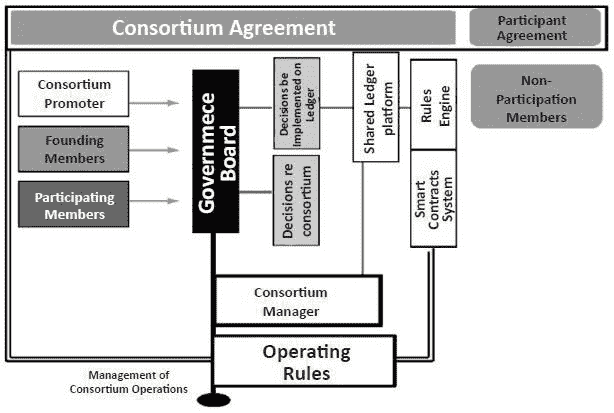 Consortium Agreement
Participant
Agreement
Consortium
Promoter
Founding
Members
Participating
Members
Governmece
Board
Decisions be
Implemented on
Ledger
Decisions re
consortium
Shared Ledger
platform
Rules
Engine
Smart
Contracts
System
Non-
Participation
Members
Consortium
Manager
Operating
Rules
Management of
Consortium Operations